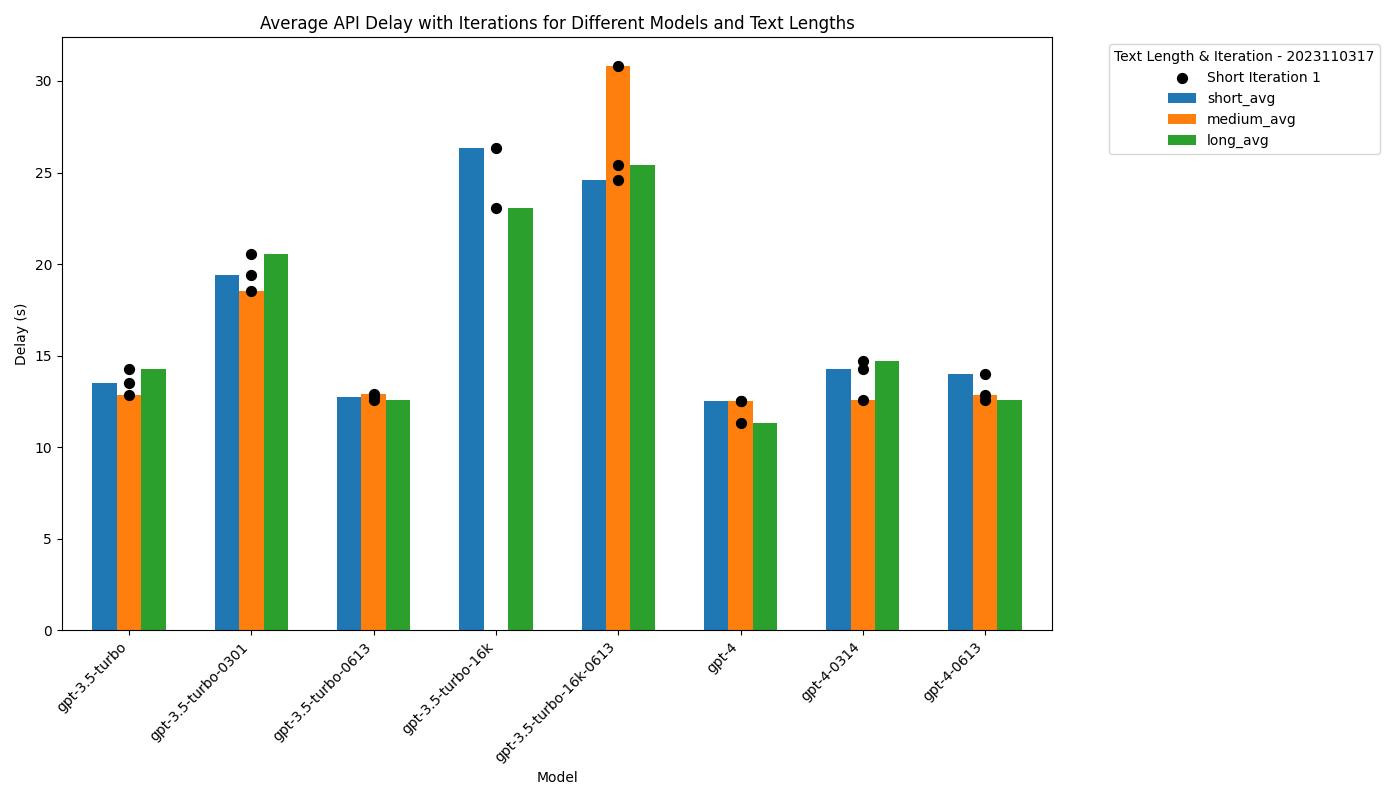 Average API Delay with Iterations for Different Models and Text Lengths
Text Length & Iteration - 2023110317
Short Iteration 1
short_avg
medium_avg
long_avg
Delay (s)
30
25
20
15
10
5
0
gpt-3.5-turbo
gpt-3.5-turbo-0301
gpt-3.5-turbo-0613
gpt-3.5-turbo-16k
gpt-3.5-turbo-16k-0613
gpt-4
gpt-4-0314
gpt-4-0613
Model